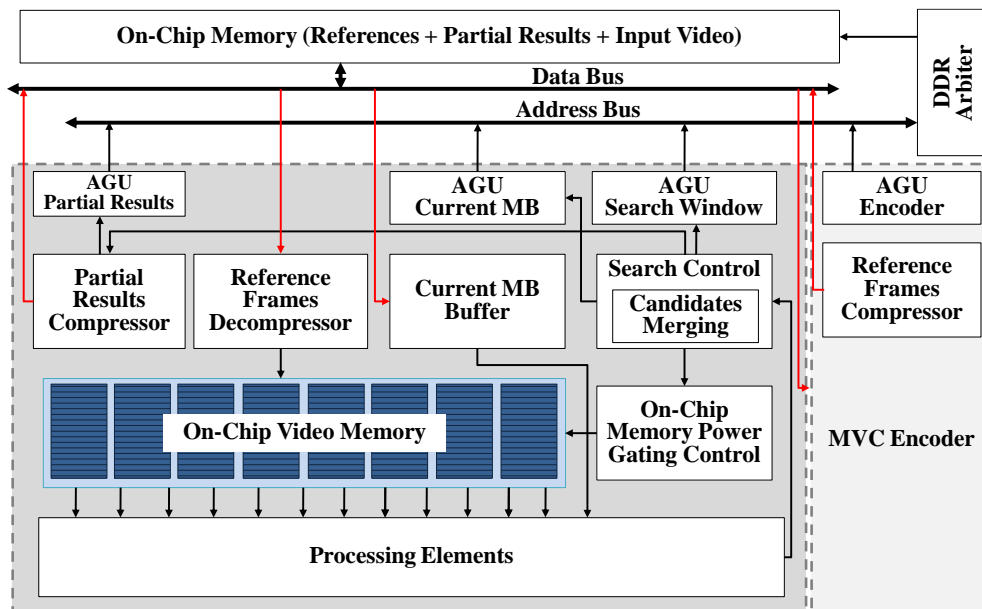 On-Chip Memory (References + Partial Results + Input Video)
DDR
Arbiter
Data Bus
Address Bus
AGU
Partial Results
AGU
Current MB
AGU
Search Window
AGU
Encoder
Partial
Results
Compressor
Reference
Frames
Decompressor
Current MB
Buffer
Search Control
Candidates
Merging
Reference
Frames
Compressor
On-Chip Video Memory
On-Chip
Memory Power
Gating Control
MVC Encoder
Processing Elements